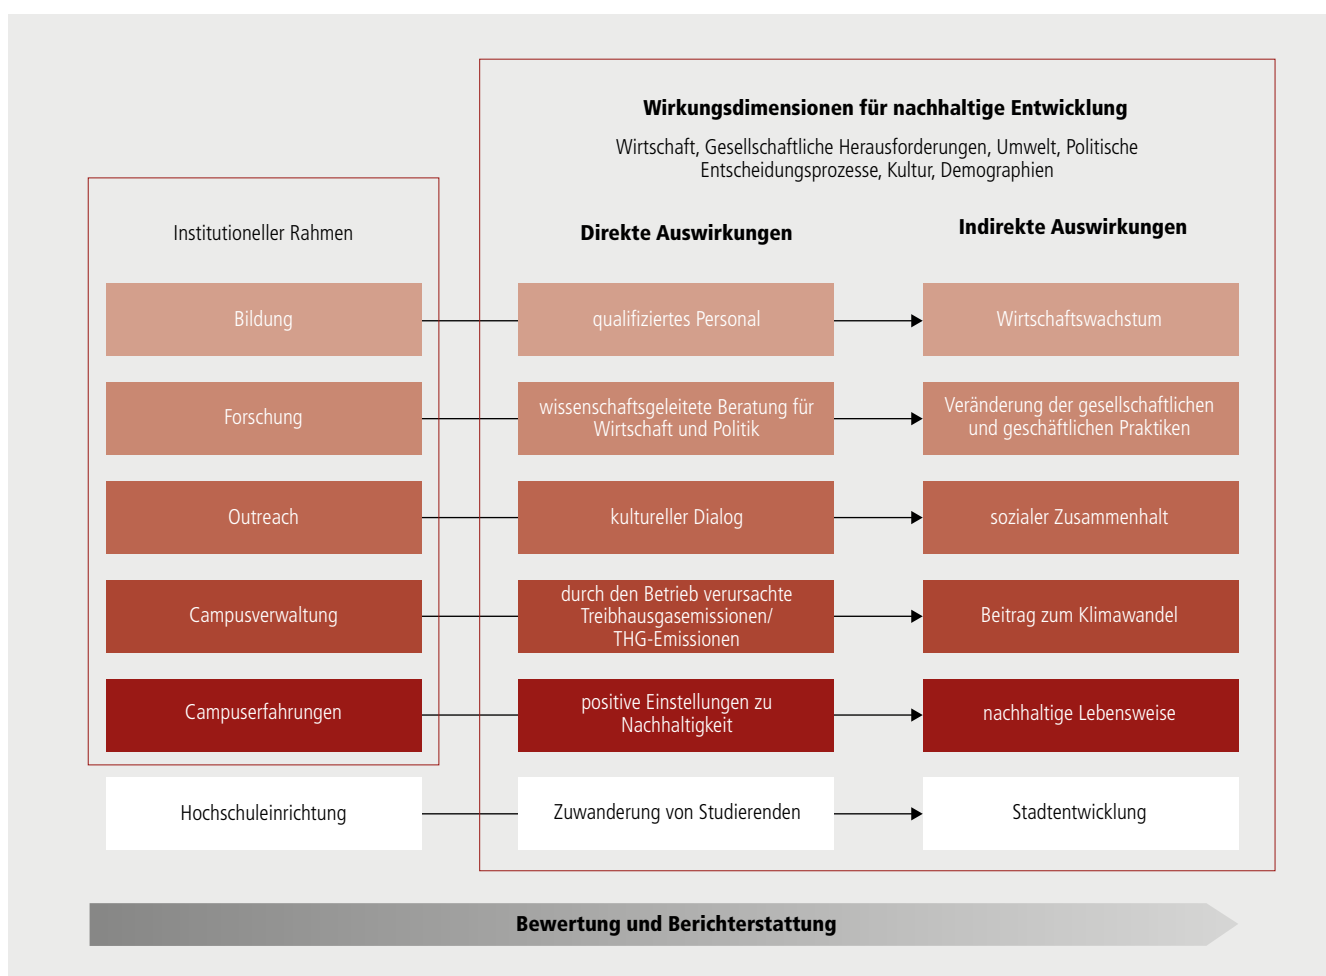 Wirkungsdimensionen für nachhaltige Entwicklung
Wirtschaft, Gesellschaftliche Herausforderungen, Umwelt, Politische
Entscheidungsprozesse, Kultur, Demographien
Institutioneller Rahmen
Direkte Auswirkungen
Indirekte Auswirkungen
Bildung
qualifiziertes Personal
Wirtschaftswachstum
Forschung
wissenschaftsgeleitete Beratung für
Wirtschaft und Politik
Veränderung der gesellschaftlichen
und geschäftlichen Praktiken
Outreach
kultureller Dialog
sozialer Zusammenhalt
Campusverwaltung
durch den Betrieb verursachte
Treibhausgasemissionen/
THG-Emissionen
Beitrag zum Klimawandel
Campuserfahrungen
positive Einstellungen zu
Nachhaltigkeit
nachhaltige Lebensweise
Hochschuleinrichtung
Zuwanderung von Studierenden
Stadtentwicklung
Bewertung und Berichterstattung